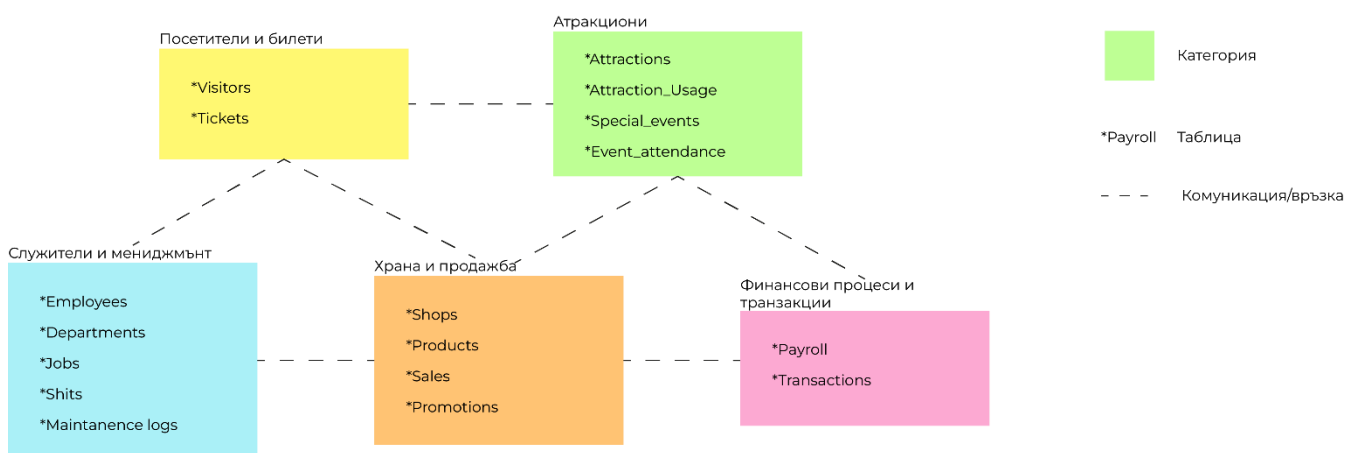 Посетители и билети
*Visitors
*Tickets
Атракциони
*Attractions
*Attraction_Usage
*Special_events
*Event_attendance
Категория
*Payroll Таблица
Комуникация/връзка
Служители и мениджмънт
*Employees
*Departments
*Jobs
*Shits
*Maintanence logs
Храна и продажба
*Shops
*Products
*Sales
*Promotions
Финансови процеси и
транзакции
*Payroll
*Transactions